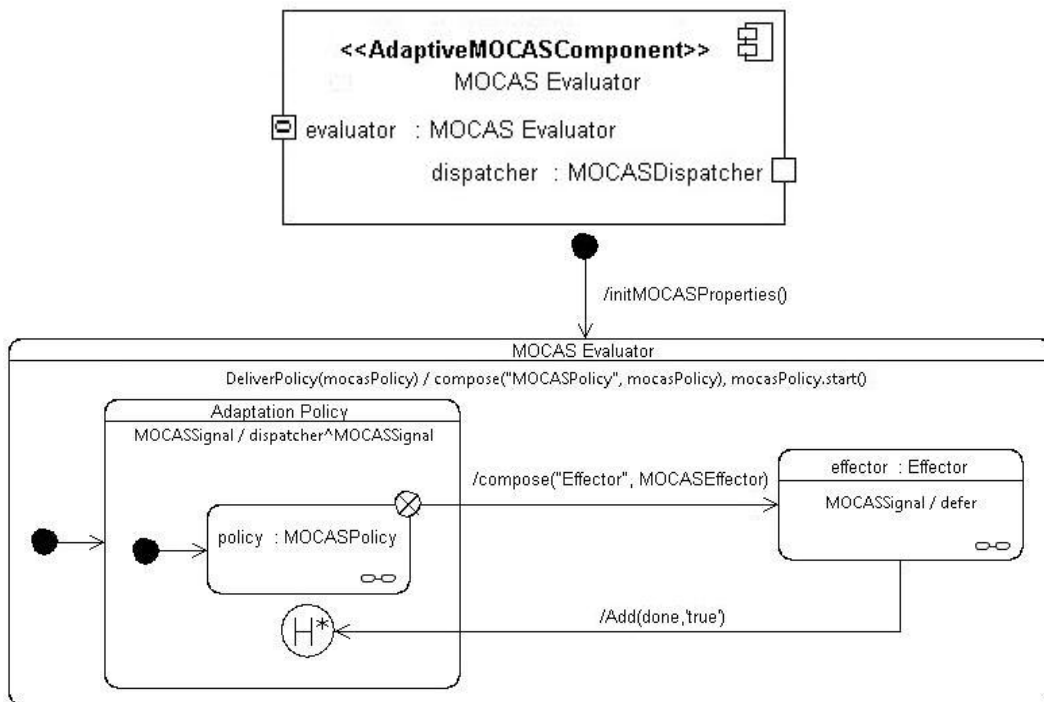 <<AdaptiveMOCASComponent>>
MOCAS Evaluator
evaluator : MOCAS Evaluator
dispatcher : MOCASDispatcher
/initMOCASProperties()
MOCAS Evaluator
DeliverPolicy(mocasPolicy) / compose("MOCASPolicy", mocasPolicy), mocasPolicy.start()
Adaptation Policy
MOCASSignal / dispatcher^MOCASSignal
/compose("Effector", MOCASEffector)
effector : Effector
MOCASSignal / defer
policy : MOCASPolicy
/Add(done,'true')
H*